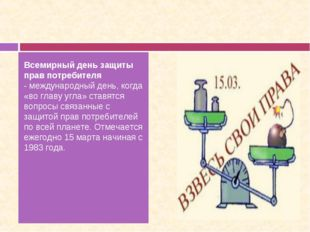 Всемирный день защиты
прав потребителя
- международный день, когда
«во главу угла» ставятся
вопросы связанные с
защитой прав потребителей
по всей планете. Отмечается
ежегодно 15 марта начиная с
1983 года.
15.03.
ВЗВЕСЬ СВОИ ПРАВА